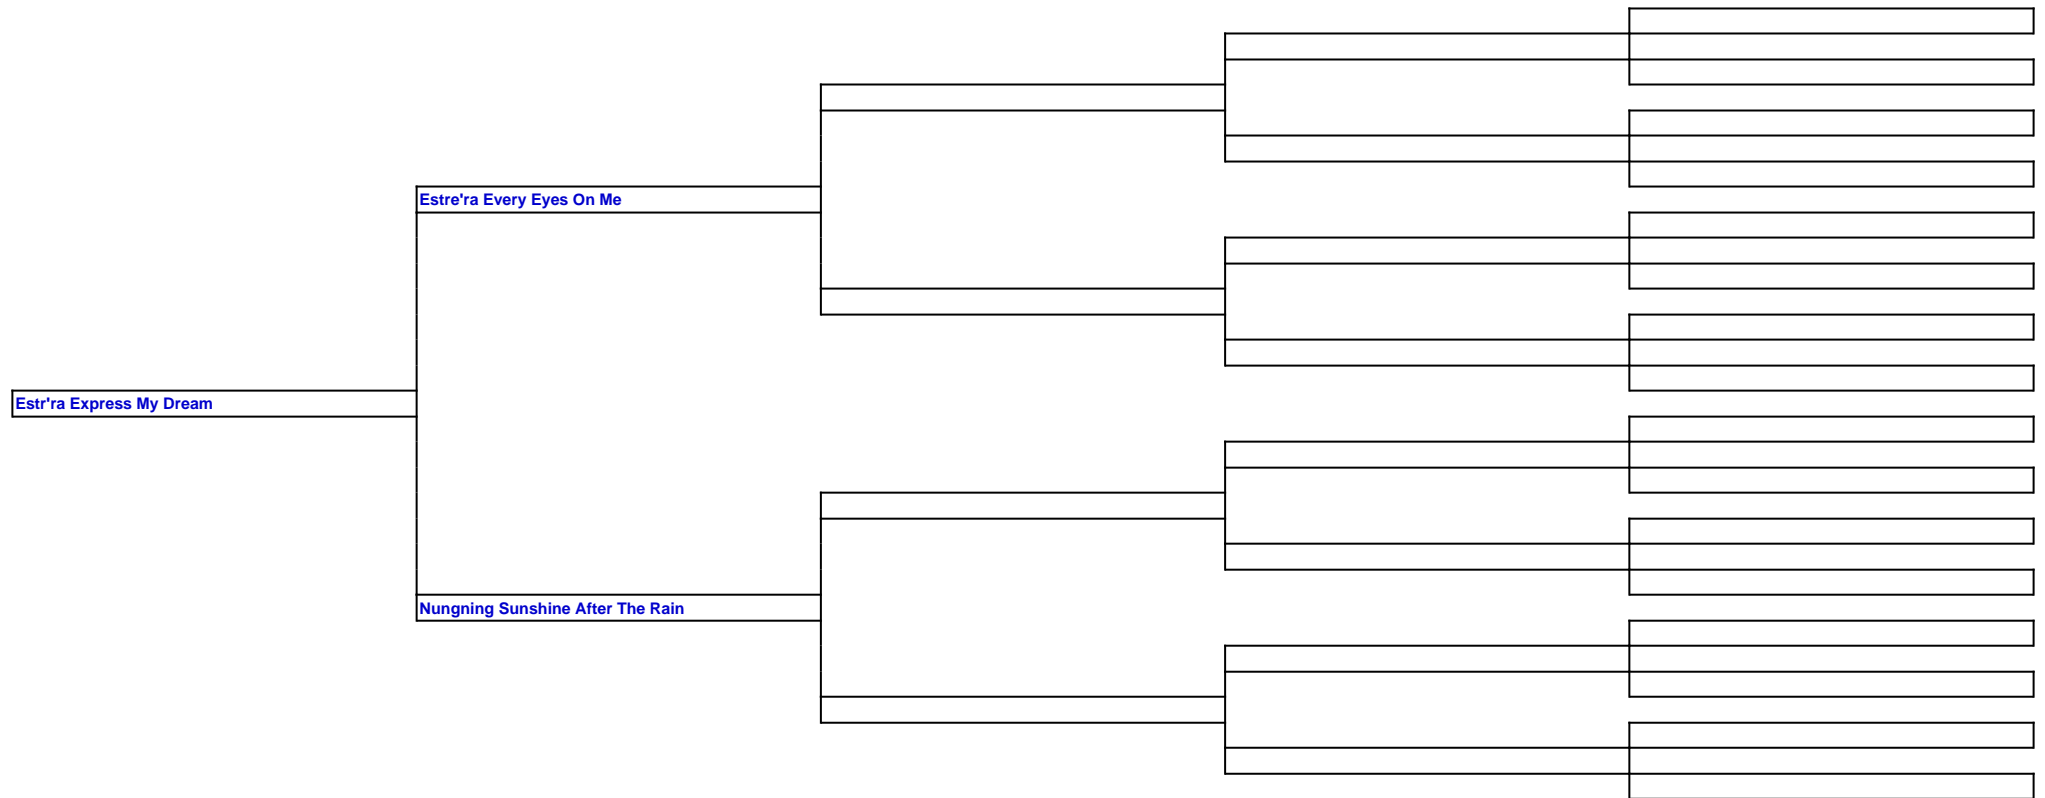 Estre'ra Every Eyes On Me
Estr'ra Express My Dream
Nungning Sunshine After The Rain